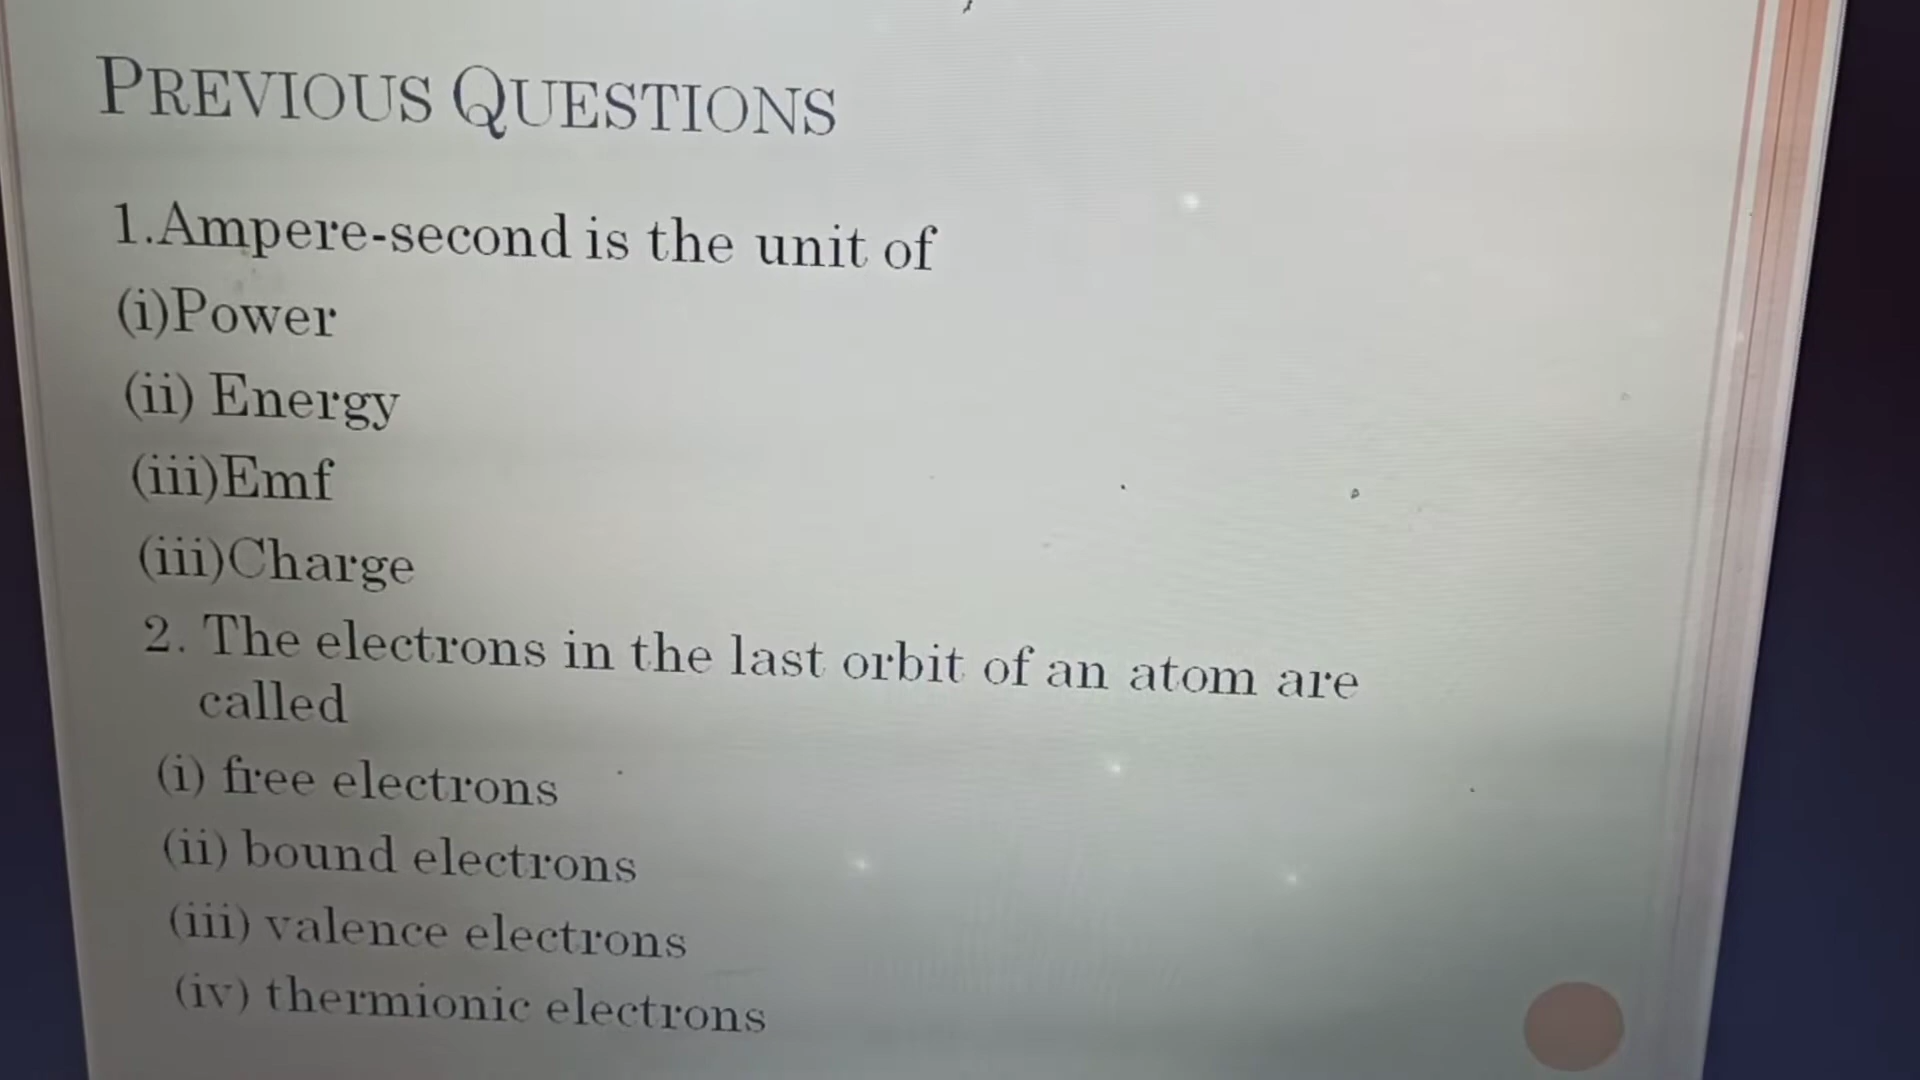 PREVIOUS QUESTIONS
1.Ampere-second is the unit of
(i)Power
(ii) Energy
(iii)Emf
(iii)Charge
2. The electrons in the last orbit of an atom are
called
(i) free electrons
(ii) bound electrons
(iii) valence electrons
(iv) thermionic electrons